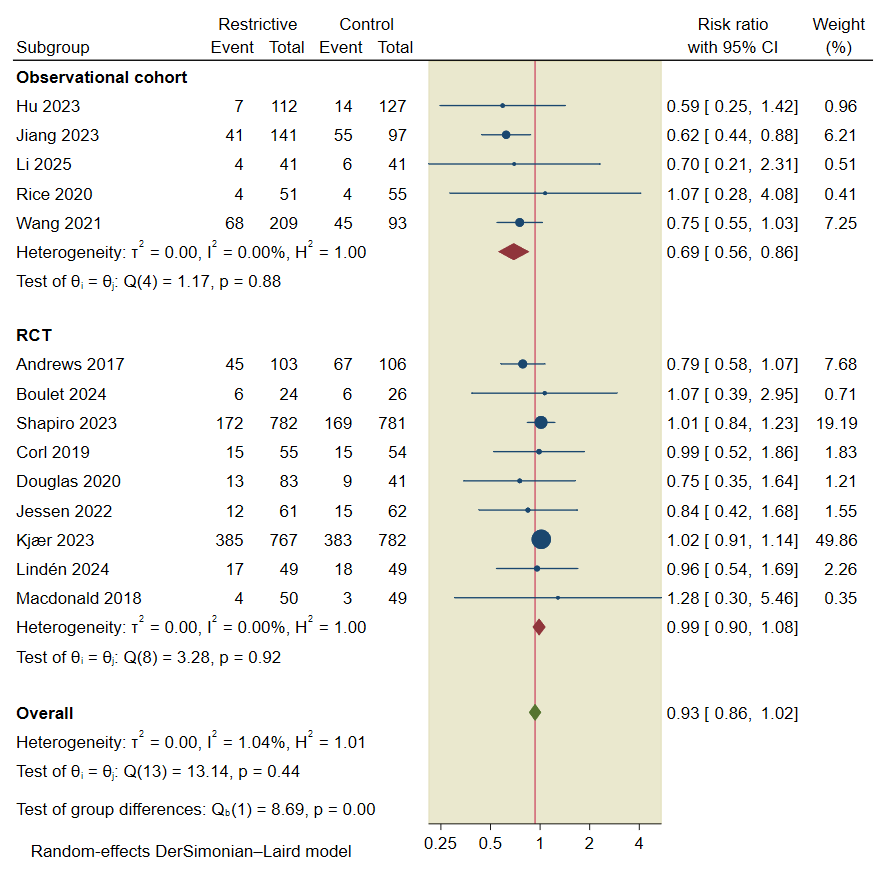 Restrictive Control Risk ratio Weight
Subgroup Event Total Event Total with 95% CI (%)
Observational cohort
Hu 2023 7 112 14 127 0.59 [ 0.25, 1.42] 0.96
Jiang 2023 41 141 55 97 0.62 [ 0.44, 0.88] 6.21
Li 2025 4 41 6 41 0.70 [ 0.21, 2.31] 0.51
Rice 2020 4 51 4 55 1.07 [ 0.28, 4.08] 0.41
Wang 2021 68 209 45 93 0.75 [ 0.55, 1.03] 7.25
Heterogeneity: τ² = 0.00, I² = 0.00%, H² = 1.00 0.69 [ 0.56, 0.86]
Test of θᵢ = θⱼ: Q(4) = 1.17, p = 0.88
RCT
Andrews 2017 45 103 67 106 0.79 [ 0.58, 1.07] 7.68
Boulet 2024 6 24 6 26 1.07 [ 0.39, 2.95] 0.71
Shapiro 2023 172 782 169 781 1.01 [ 0.84, 1.23] 19.19
Corl 2019 15 55 15 54 0.99 [ 0.52, 1.86] 1.83
Douglas 2020 13 83 9 41 0.75 [ 0.35, 1.64] 1.21
Jessen 2022 12 61 15 62 0.84 [ 0.42, 1.68] 1.55
Kjær 2023 385 767 383 782 1.02 [ 0.91, 1.14] 49.86
Lindén 2024 17 49 18 49 0.96 [ 0.54, 1.69] 2.26
Macdonald 2018 4 50 3 49 1.28 [ 0.30, 5.46] 0.35
Heterogeneity: τ² = 0.00, I² = 0.00%, H² = 1.00 0.99 [ 0.90, 1.08]
Test of θᵢ = θⱼ: Q(8) = 3.28, p = 0.92
Overall 0.93 [ 0.86, 1.02]
Heterogeneity: τ² = 0.00, I² = 1.04%, H² = 1.01
Test of θᵢ = θⱼ: Q(13) = 13.14, p = 0.44
Test of group differences: Q_b(1) = 8.69, p = 0.00
0.25 0.5 1 2 4
Random-effects DerSimonian–Laird model